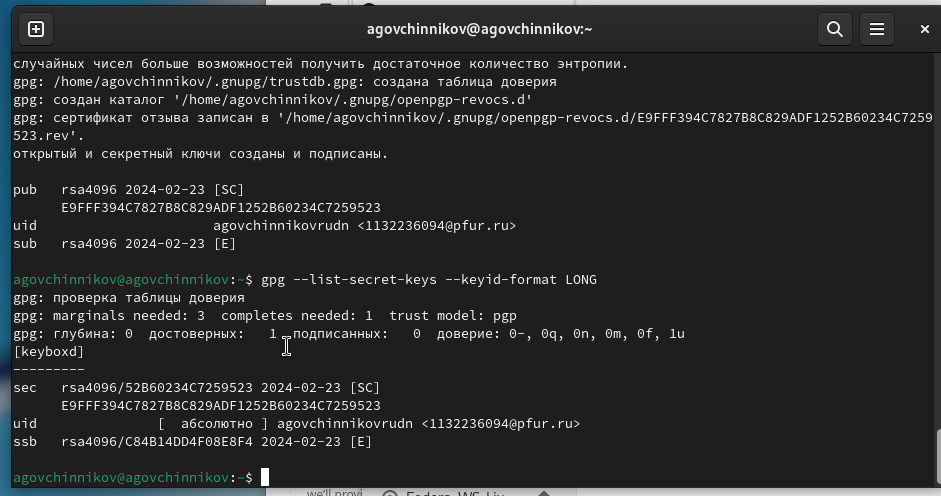 agovchinnikov@agovchinnikov:~
случайных чисел больше возможностей получить достаточное количество энтропии.
gpg: /home/agovchinnikov/.gnupg/trustdb.gpg: создана таблица доверия
gpg: создан каталог '/home/agovchinnikov/.gnupg/openpgp-revocs.d'
gpg: сертификат отзыва записан в '/home/agovchinnikov/.gnupg/openpgp-revocs.d/E9FFF394C7827B8C829ADF1252B60234C7259
523.rev'.
открытый и секретный ключи созданы и подписаны.
pub   rsa4096 2024-02-23 [SC]
      E9FFF394C7827B8C829ADF1252B60234C7259523
uid                      agovchinnikovrudn <1132236094@pfur.ru>
sub   rsa4096 2024-02-23 [E]
agovchinnikov@agovchinnikov:~$ gpg --list-secret-keys --keyid-format LONG
gpg: проверка таблицы доверия
gpg: marginals needed: 3  completes needed: 1  trust model: pgp
gpg: глубина: 0  достоверных:   1  подписанных:   0  доверие: 0-, 0q, 0n, 0m, 0f, 1u
[keyboxd]
---------
sec   rsa4096/52B60234C7259523 2024-02-23 [SC]
      E9FFF394C7827B8C829ADF1252B60234C7259523
uid               [  абсолютно ] agovchinnikovrudn <1132236094@pfur.ru>
ssb   rsa4096/C84B14DD4F08E8F4 2024-02-23 [E]
agovchinnikov@agovchinnikov:~$